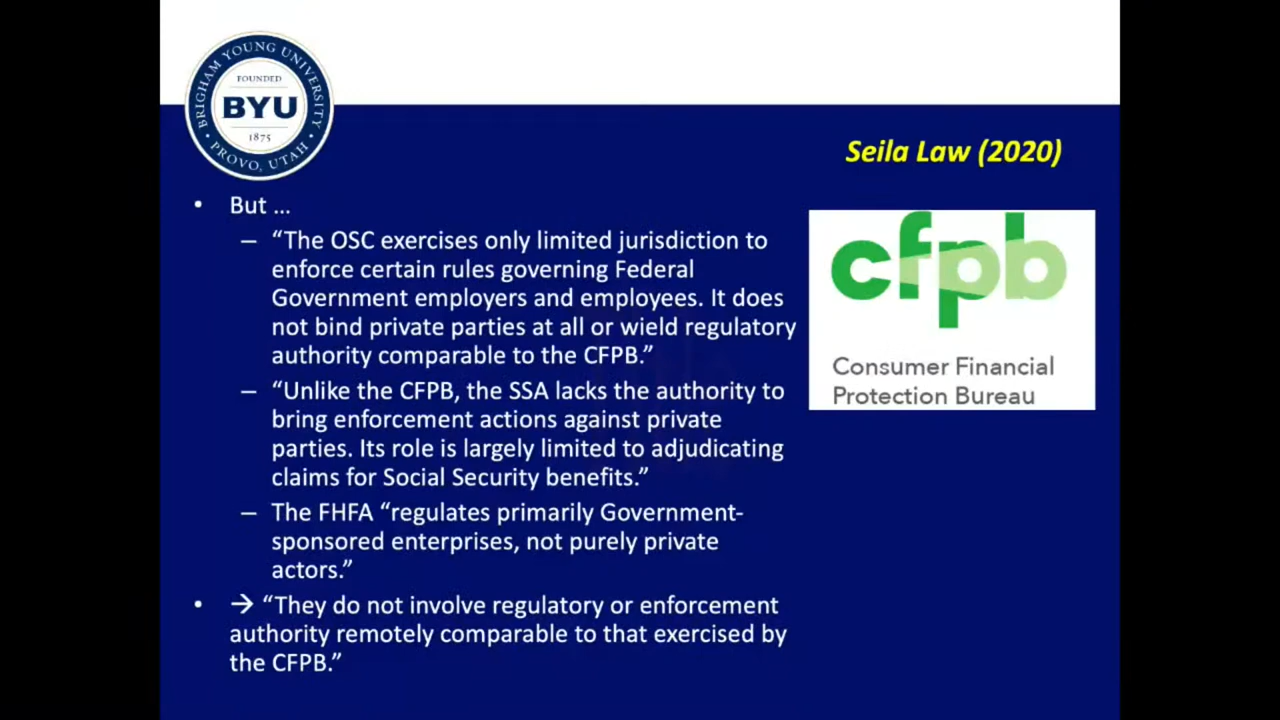 BRIGHAM YOUNG UNIVERSITY
FOUNDED
BYU
1875
PROVO, UTAH
Seila Law (2020)
• But ...
– “The OSC exercises only limited jurisdiction to
enforce certain rules governing Federal
Government employers and employees. It does
not bind private parties at all or wield regulatory
authority comparable to the CFPB.”
– “Unlike the CFPB, the SSA lacks the authority to
bring enforcement actions against private
parties. Its role is largely limited to adjudicating
claims for Social Security benefits.”
– The FHFA “regulates primarily Government-
sponsored enterprises, not purely private
actors.”
• → “They do not involve regulatory or enforcement
authority remotely comparable to that exercised by
the CFPB.”
cfpb
Consumer Financial
Protection Bureau